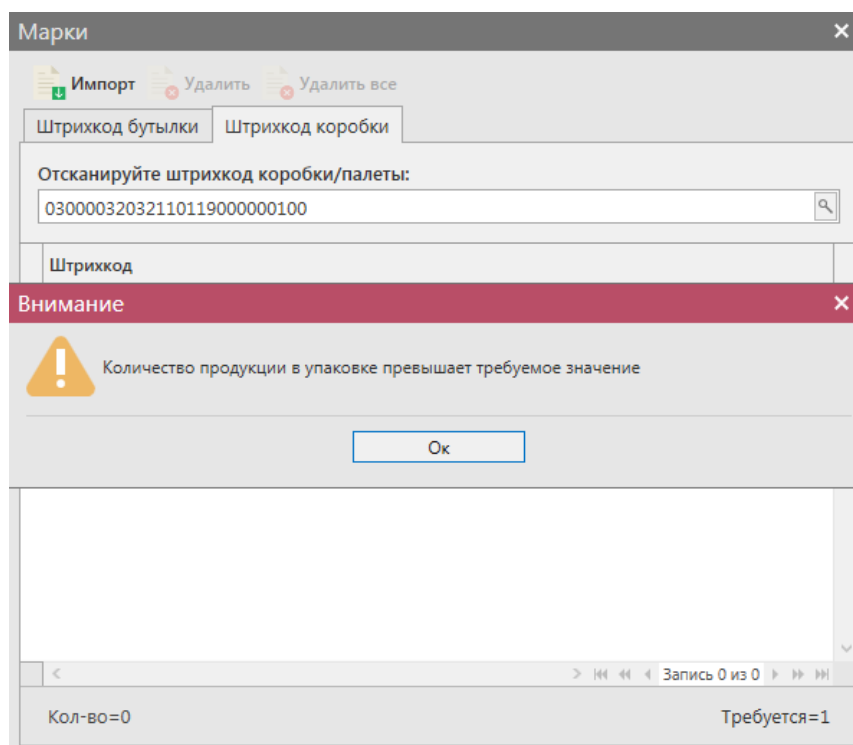 Марки
Импорт Удалить Удалить все
Штрихкод бутылки Штрихкод коробки
Отсканируйте штрихкод коробки/палеты:
03000032032110119000000100
Штрихкод
Внимание
Количество продукции в упаковке превышает требуемое значение
Ок
Запись 0 из 0
Кол-во=0 Требуется=1